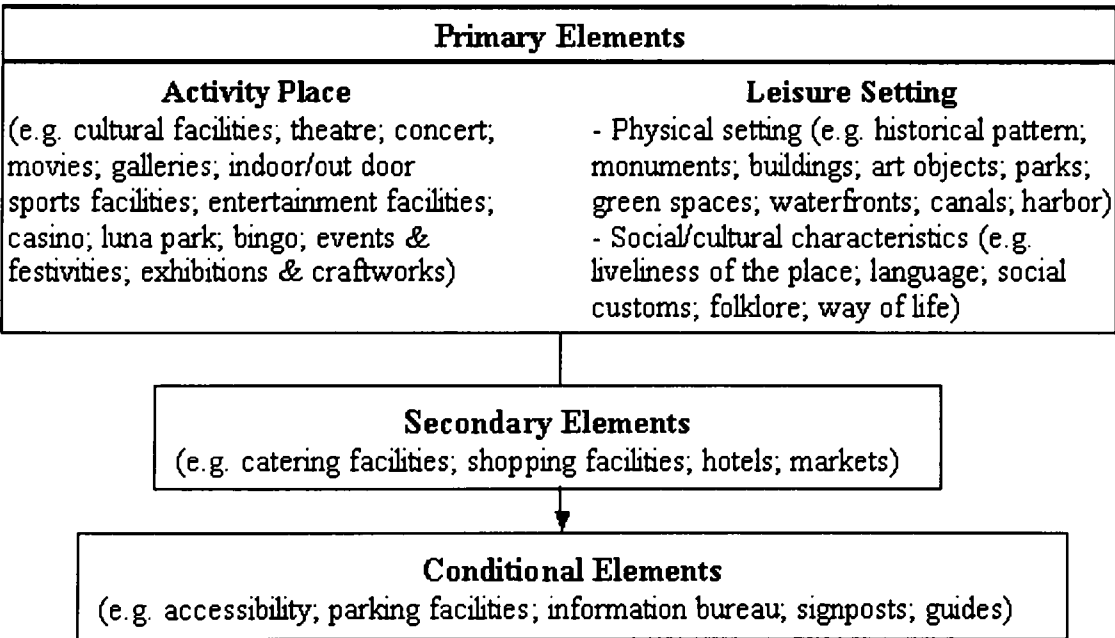 Primary Elements
Activity Place
(e.g. cultural facilities; theatre; concert;
movies; galleries; indoor/out door
sports facilities; entertainment facilities;
casino; luna park; bingo; events &
festivities; exhibitions & craftworks)
Leisure Setting
- Physical setting (e.g. historical pattern;
monuments; buildings; art objects; parks;
green spaces; waterfronts; canals; harbor)
- Social/cultural characteristics (e.g.
liveliness of the place; language; social
customs; folklore; way of life)
Secondary Elements
(e.g. catering facilities; shopping facilities; hotels; markets)
Conditional Elements
(e.g. accessibility; parking facilities; information bureau; signposts; guides)